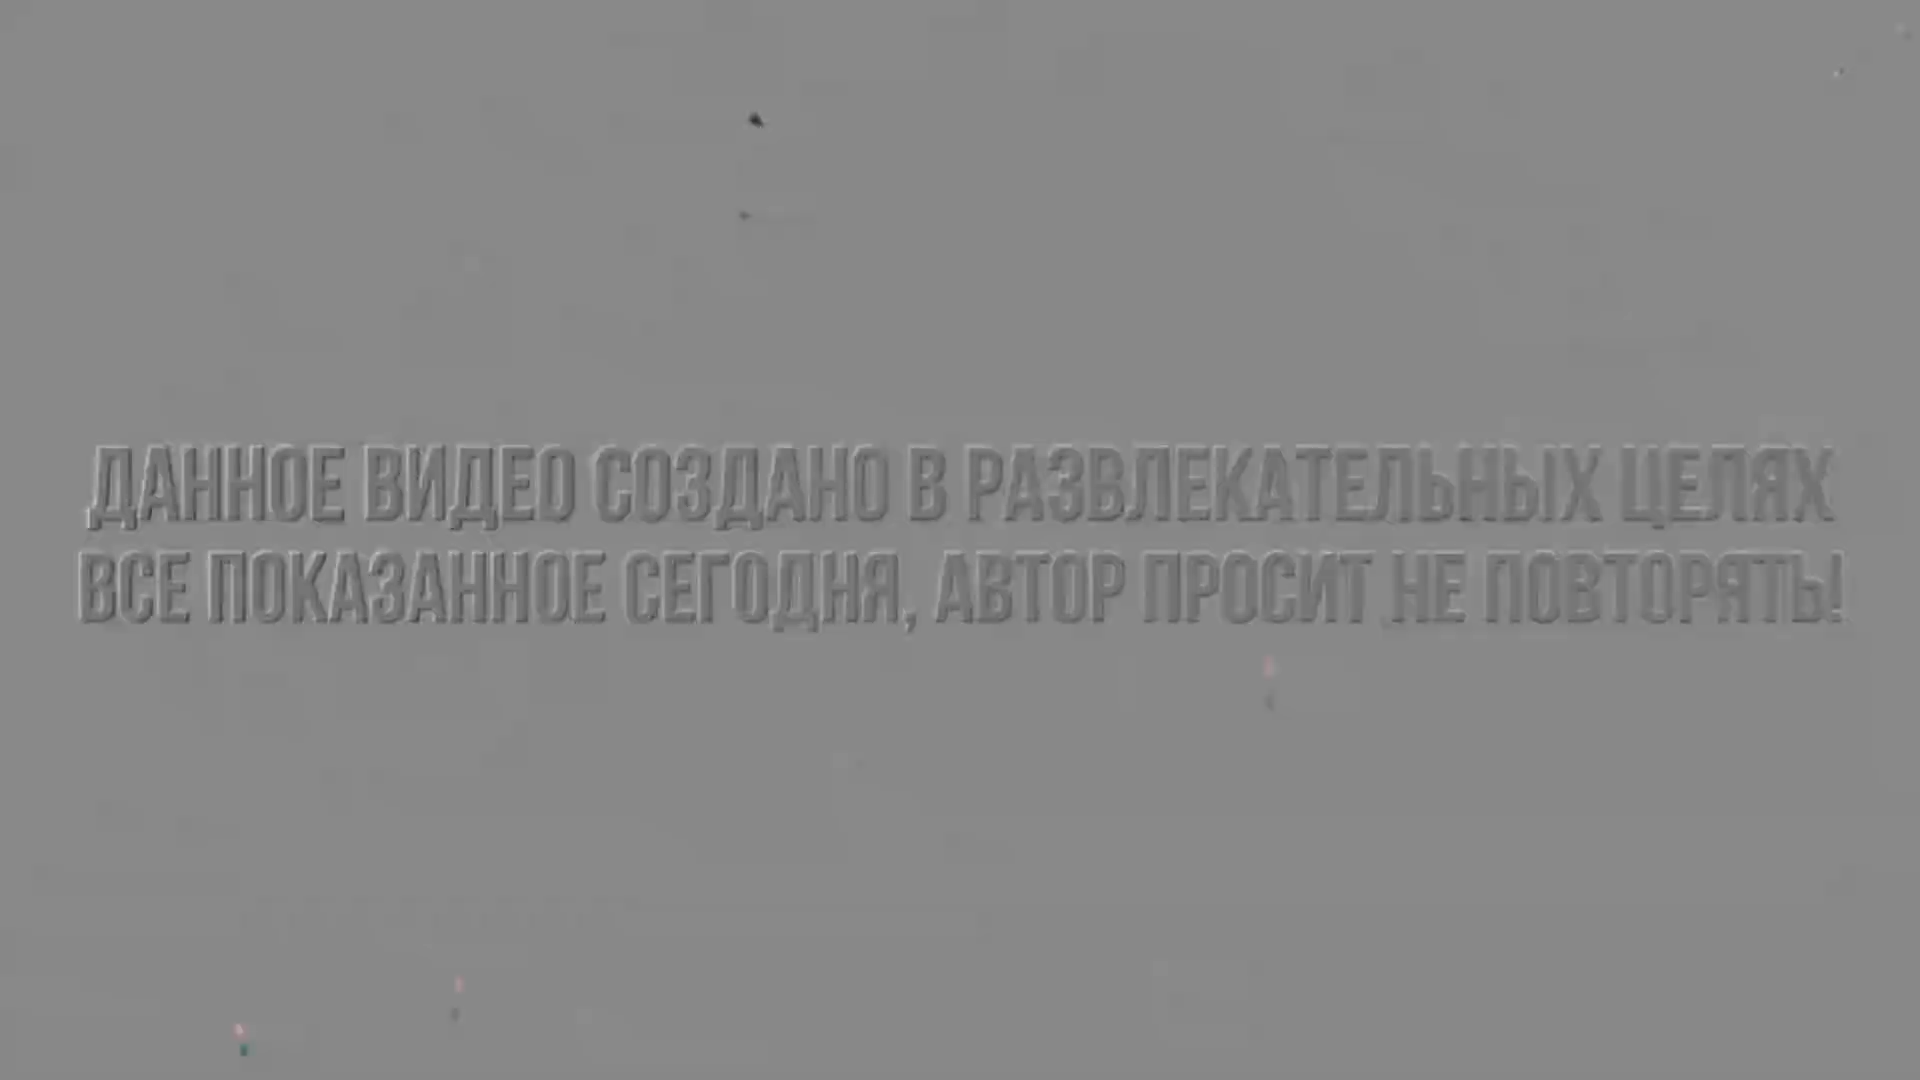 ДАННОЕ ВИДЕО СОЗДАНО В РАЗВЛЕКАТЕЛЬНЫХ ЦЕЛЯХ
ВСЕ ПОКАЗАННОЕ СЕГОДНЯ, АВТОР ПРОСИТ НЕ ПОВТОРЯТЬ!